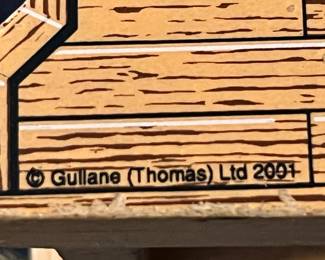 © Gullane (Thomas) Ltd 2001